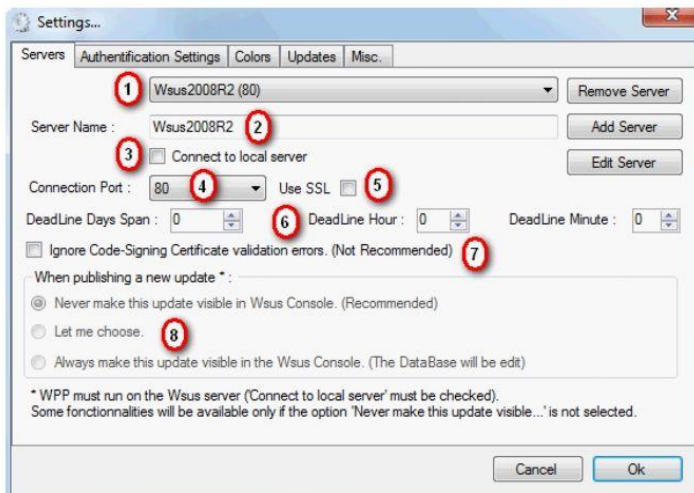 Settings...
Servers Authentification Settings Colors Updates Misc.
1 Wsus2008R2 (80) Remove Server
Server Name : Wsus2008R2 2 Add Server
3 Connect to local server Edit Server
Connection Port : 80 4 Use SSL 5
DeadLine Days Span : 0 6 DeadLine Hour : 0 DeadLine Minute : 0
Ignore Code-Signing Certificate validation errors. (Not Recommended) 7
When publishing a new update * :
Never make this update visible in Wsus Console. (Recommended)
Let me choose. 8
Always make this update visible in the Wsus Console. (The DataBase will be edit)
* WPP must run on the Wsus server ('Connect to local server' must be checked).
Some fonctionnalities will be available only if the option 'Never make this update visible...' is not selected.
Cancel Ok